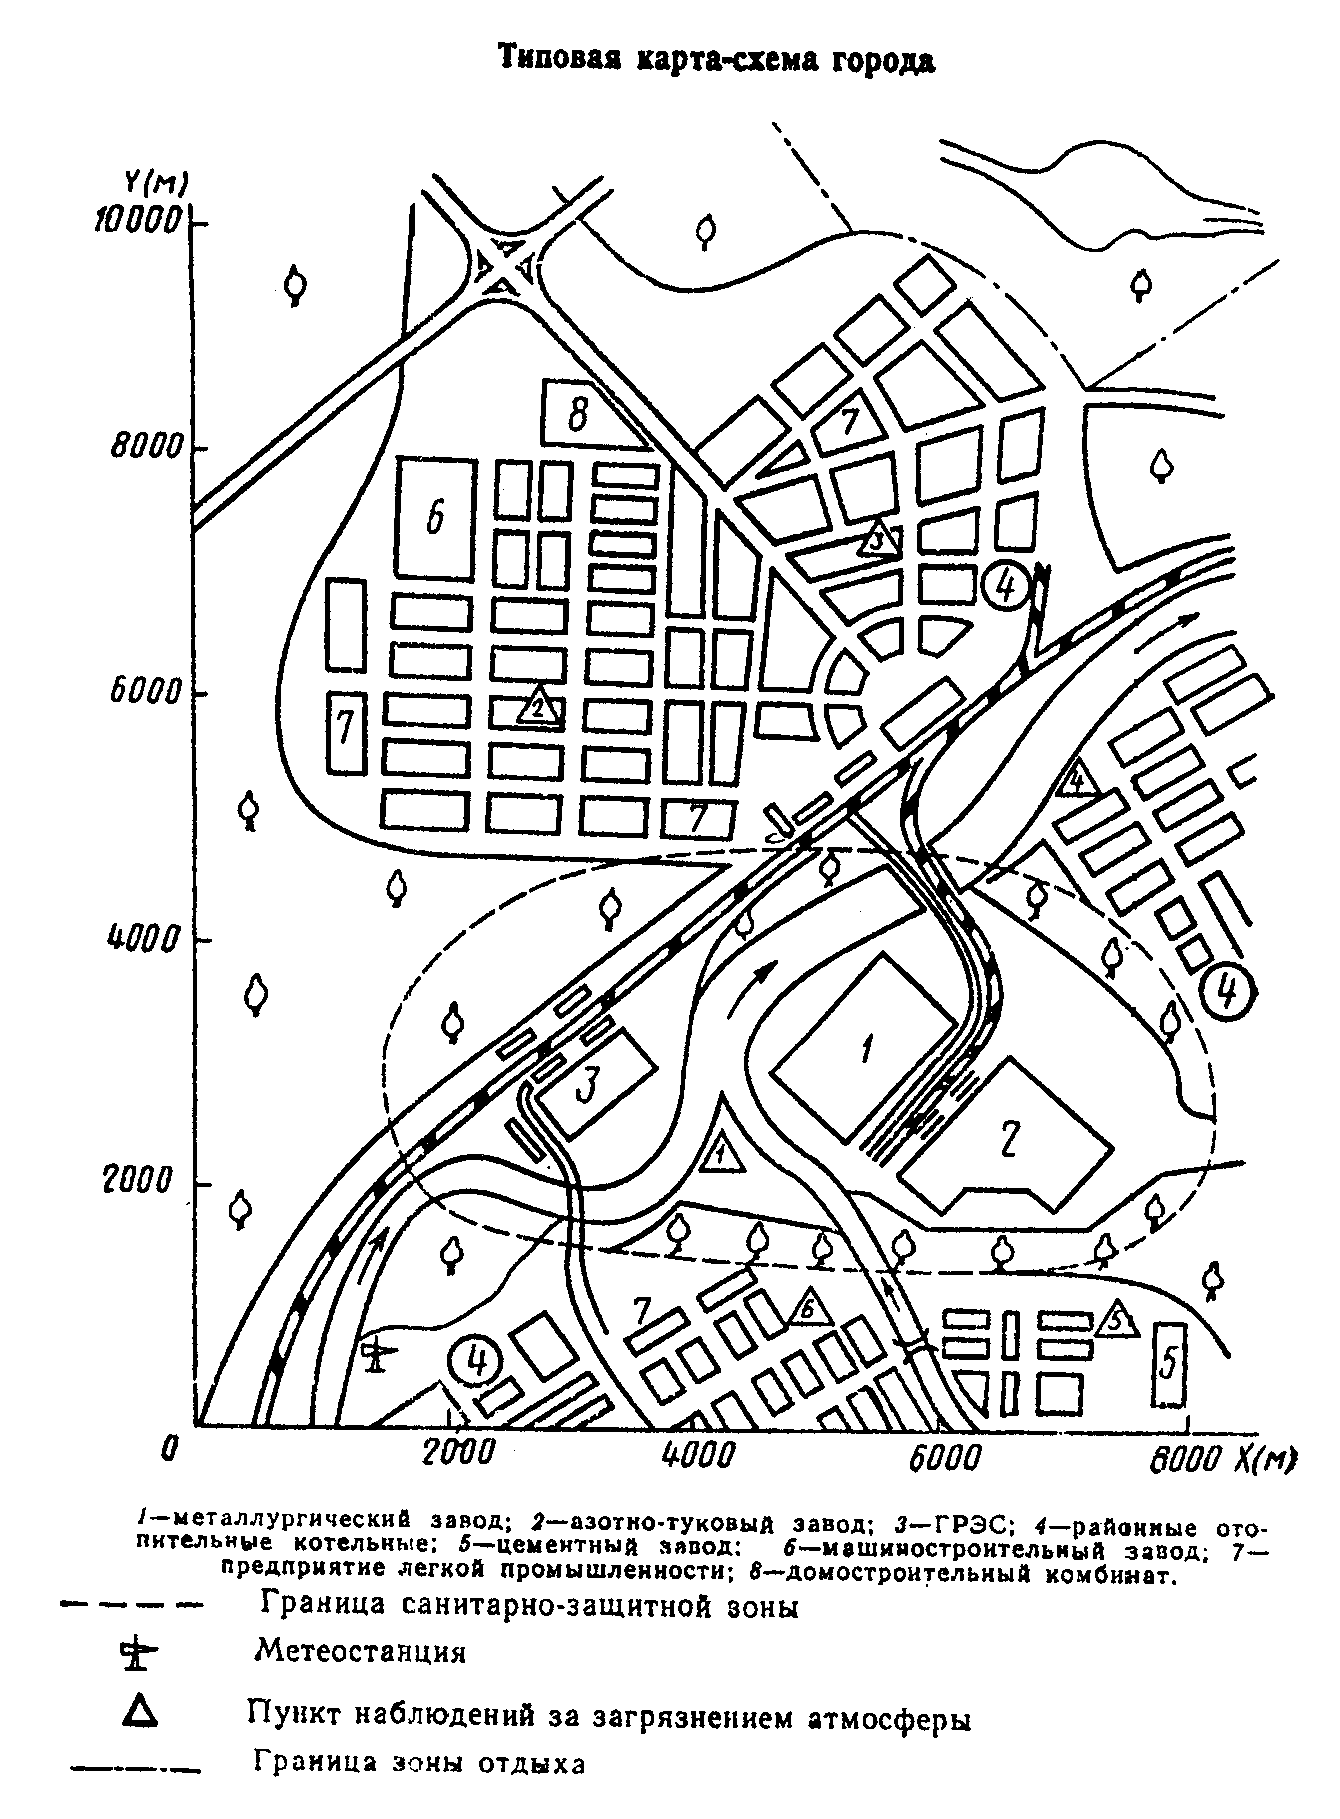 Типовая карта-схема города
Y(м)
10000
8000
8
7
6
3
4
6000
2
7
4
7
4000
4
1
3
2
1
2000
7
6
5
4
5
0
2000
4000
6000
8000
X(м)
1—металлургический завод; 2—азотно-туковый завод; 3—ГРЭС; 4—районные ото-
пительные котельные; 5—цементный завод; 6—машиностроительный завод; 7—
предприятие легкой промышленности; 8—домостроительный комбинат.
Граница санитарно-защитной зоны
Метеостанция
Пункт наблюдений за загрязнением атмосферы
Граница зоны отдыха